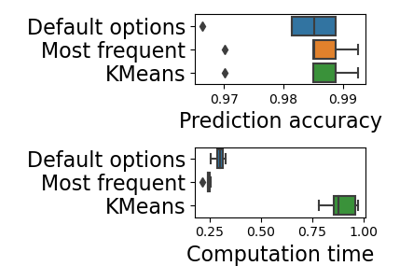 Default options
Most frequent
KMeans
0.97 0.98 0.99
Prediction accuracy
Default options
Most frequent
KMeans
0.25 0.50 0.75 1.00
Computation time